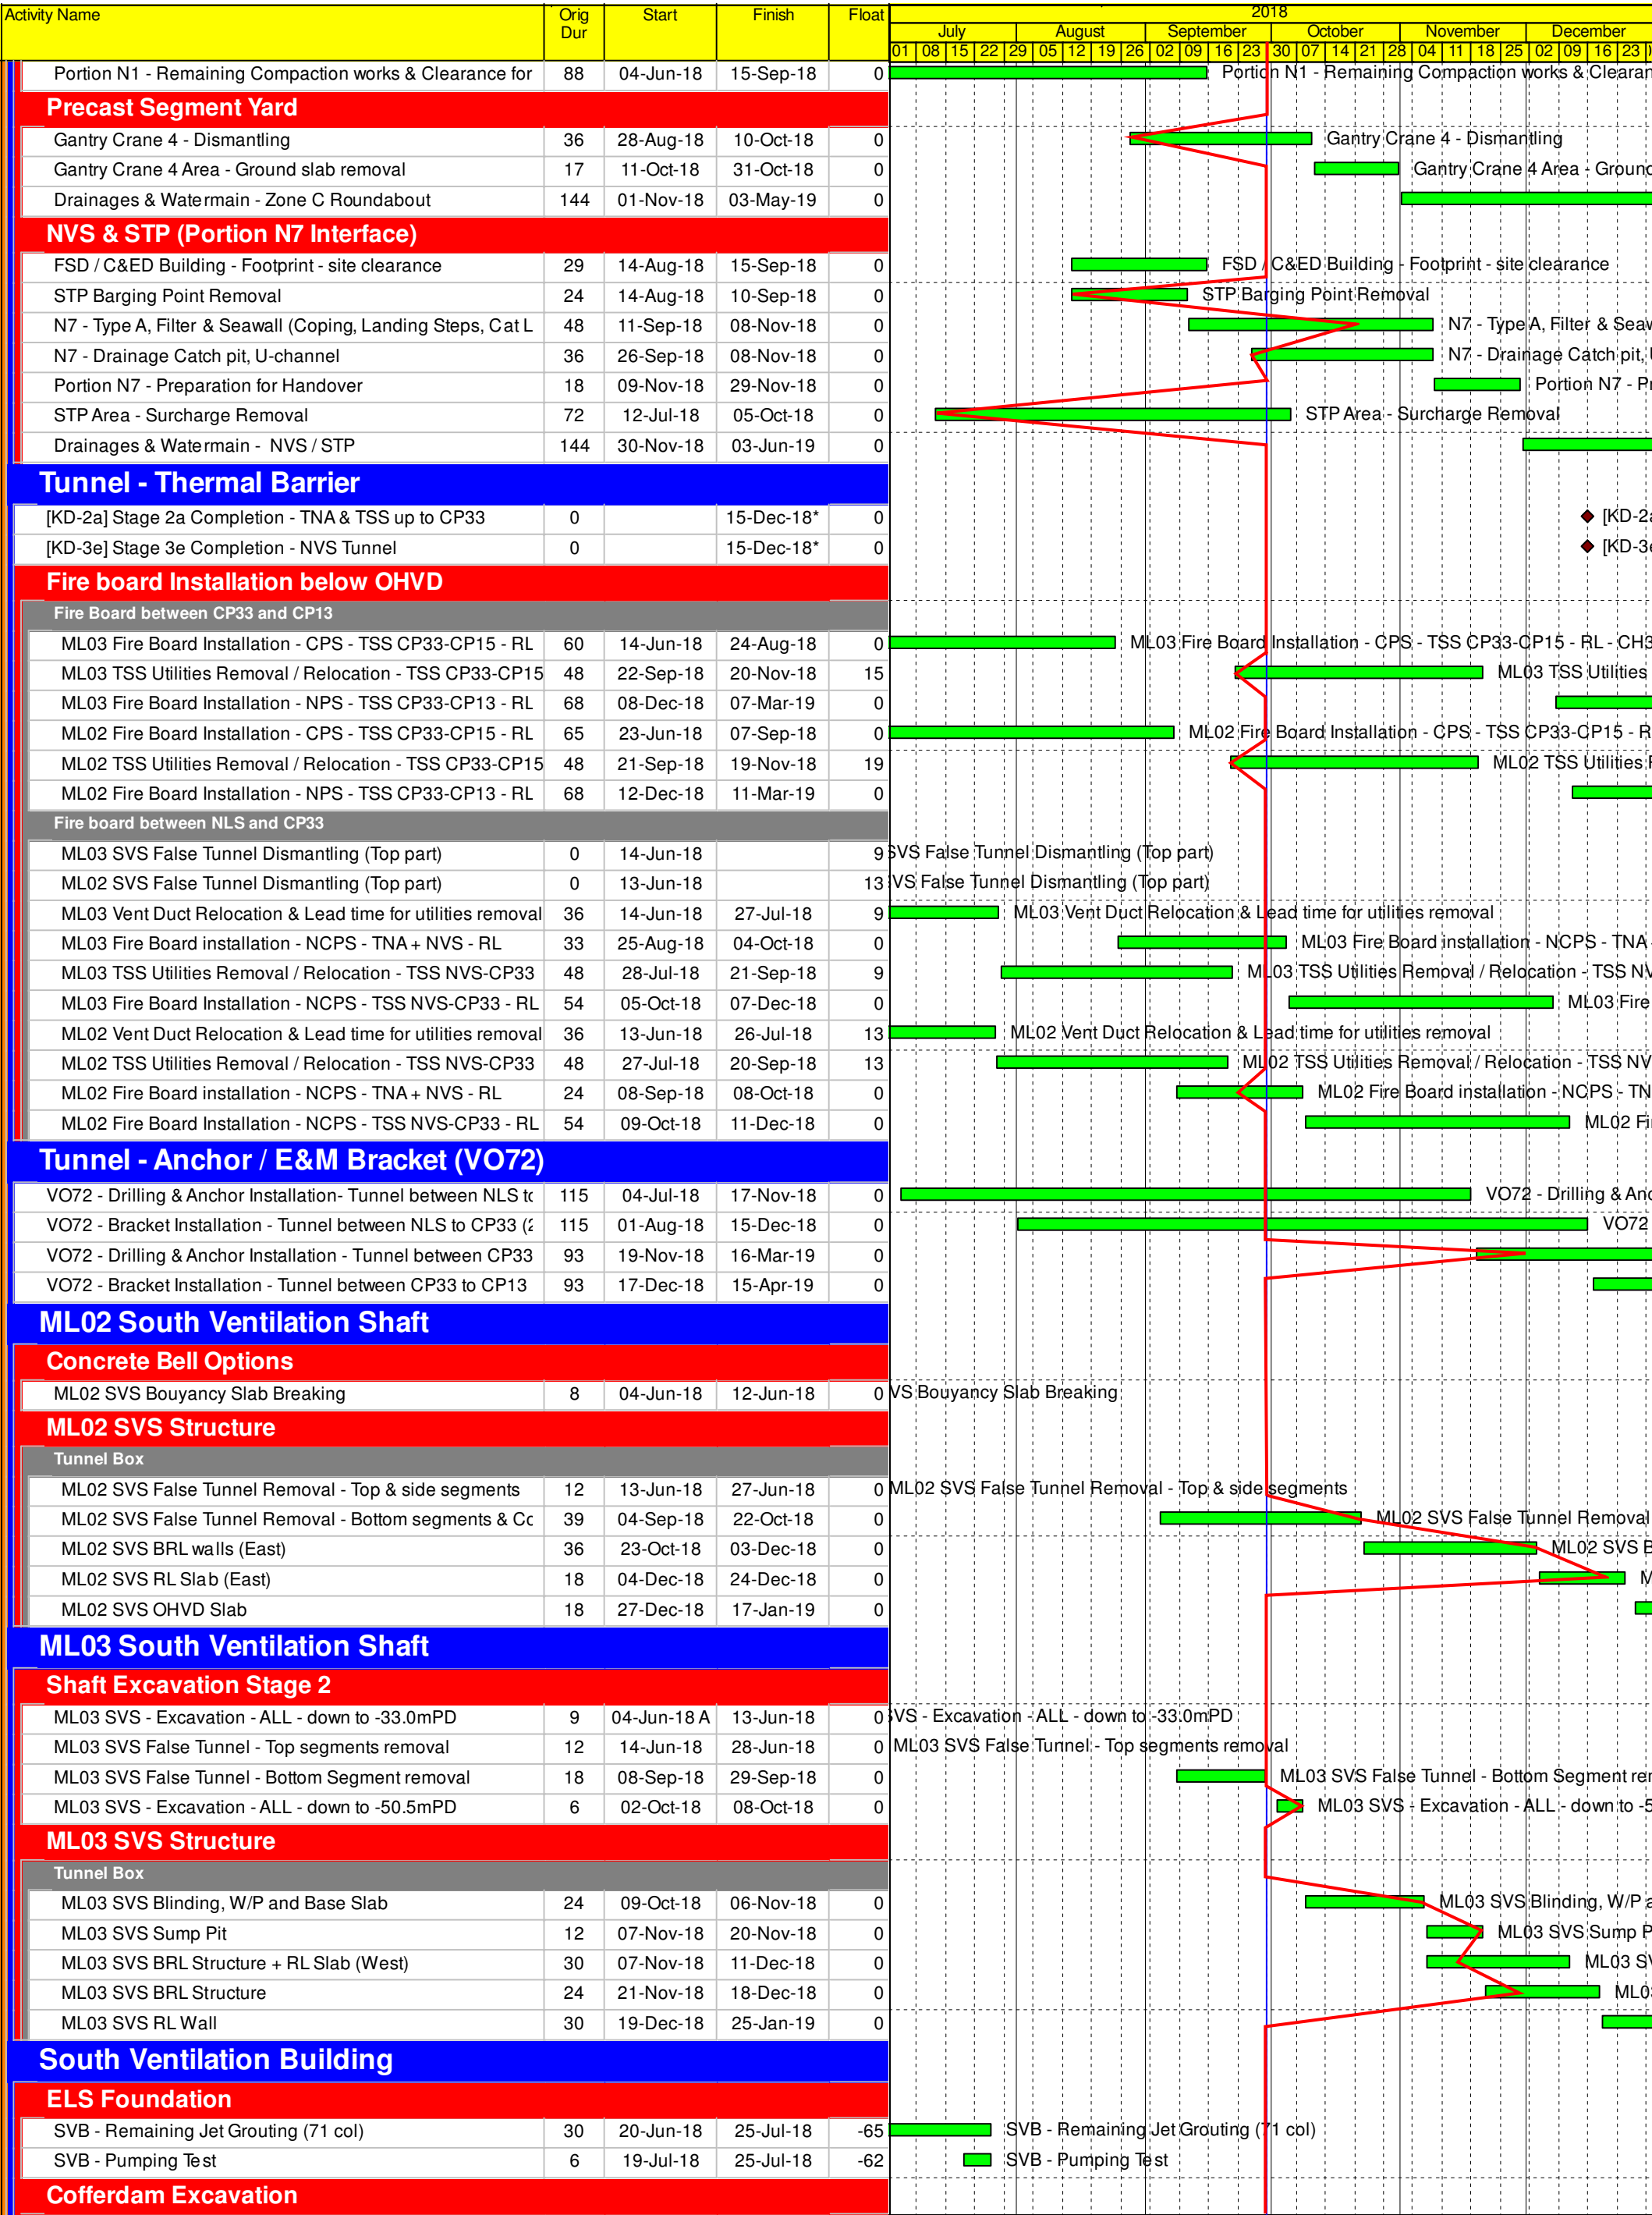 Activity Name Orig Dur Start Finish Float 2018
July August September October November December
01 08 15 22 29 05 12 19 26 02 09 16 23 30 07 14 21 28 04 11 18 25 02 09 16 23
Portion N1 - Remaining Compaction works & Clearance for 88 04-Jun-18 15-Sep-18 0 Portion N1 - Remaining Compaction works & Clearan
Precast Segment Yard
Gantry Crane 4 - Dismantling 36 28-Aug-18 10-Oct-18 0 Gantry Crane 4 - Dismantling
Gantry Crane 4 Area - Ground slab removal 17 11-Oct-18 31-Oct-18 0 Gantry Crane 4 Area - Ground
Drainages & Watermain - Zone C Roundabout 144 01-Nov-18 03-May-19 0
NVS & STP (Portion N7 Interface)
FSD / C&ED Building - Footprint - site clearance 29 14-Aug-18 15-Sep-18 0 FSD / C&ED Building - Footprint - site clearance
STP Barging Point Removal 24 14-Aug-18 10-Sep-18 0 STP Barging Point Removal
N7 - Type A, Filter & Seawall (Coping, Landing Steps, Cat L 48 11-Sep-18 08-Nov-18 0 N7 - Type A, Filter & Seaw
N7 - Drainage Catch pit, U-channel 36 26-Sep-18 08-Nov-18 0 N7 - Drainage Catch pit,
Portion N7 - Preparation for Handover 18 09-Nov-18 29-Nov-18 0 Portion N7 - Pr
STP Area - Surcharge Removal 72 12-Jul-18 05-Oct-18 0 STP Area - Surcharge Removal
Drainages & Watermain - NVS / STP 144 30-Nov-18 03-Jun-19 0
Tunnel - Thermal Barrier
[KD-2a] Stage 2a Completion - TNA & TSS up to CP33 0 15-Dec-18* 0 [KD-2a
[KD-3e] Stage 3e Completion - NVS Tunnel 0 15-Dec-18* 0 [KD-3e
Fire board Installation below OHVD
Fire Board between CP33 and CP13
ML03 Fire Board Installation - CPS - TSS CP33-CP15 - RL 60 14-Jun-18 24-Aug-18 0 ML03 Fire Board Installation - CPS - TSS CP33-CP15 - RL - CH3
ML03 TSS Utilities Removal / Relocation - TSS CP33-CP15 48 22-Sep-18 20-Nov-18 15 ML03 TSS Utilities
ML03 Fire Board Installation - NPS - TSS CP33-CP13 - RL 68 08-Dec-18 07-Mar-19 0
ML02 Fire Board Installation - CPS - TSS CP33-CP15 - RL 65 23-Jun-18 07-Sep-18 0 ML02 Fire Board Installation - CPS - TSS CP33-CP15 - R
ML02 TSS Utilities Removal / Relocation - TSS CP33-CP15 48 21-Sep-18 19-Nov-18 19 ML02 TSS Utilities
ML02 Fire Board Installation - NPS - TSS CP33-CP13 - RL 68 12-Dec-18 11-Mar-19 0
Fire board between NLS and CP33
ML03 SVS False Tunnel Dismantling (Top part) 0 14-Jun-18 9 SVS False Tunnel Dismantling (Top part)
ML02 SVS False Tunnel Dismantling (Top part) 0 13-Jun-18 13 VS False Tunnel Dismantling (Top part)
ML03 Vent Duct Relocation & Lead time for utilities removal 36 14-Jun-18 27-Jul-18 9 ML03 Vent Duct Relocation & Lead time for utilities removal
ML03 Fire Board installation - NCPS - TNA + NVS - RL 33 25-Aug-18 04-Oct-18 0 ML03 Fire Board installation - NCPS - TNA
ML03 TSS Utilities Removal / Relocation - TSS NVS-CP33 48 28-Jul-18 21-Sep-18 9 ML03 TSS Utilities Removal / Relocation - TSS NV
ML03 Fire Board Installation - NCPS - TSS NVS-CP33 - RL 54 05-Oct-18 07-Dec-18 0 ML03 Fire
ML02 Vent Duct Relocation & Lead time for utilities removal 36 13-Jun-18 26-Jul-18 13 ML02 Vent Duct Relocation & Lead time for utilities removal
ML02 TSS Utilities Removal / Relocation - TSS NVS-CP33 48 27-Jul-18 20-Sep-18 13 ML02 TSS Utilities Removal / Relocation - TSS NV
ML02 Fire Board installation - NCPS - TNA + NVS - RL 24 08-Sep-18 08-Oct-18 0 ML02 Fire Board installation - NCPS - TN
ML02 Fire Board Installation - NCPS - TSS NVS-CP33 - RL 54 09-Oct-18 11-Dec-18 0 ML02 Fi
Tunnel - Anchor / E&M Bracket (VO72)
VO72 - Drilling & Anchor Installation- Tunnel between NLS to 115 04-Jul-18 17-Nov-18 0 VO72 - Drilling & Anc
VO72 - Bracket Installation - Tunnel between NLS to CP33 (2 115 01-Aug-18 15-Dec-18 0 VO72
VO72 - Drilling & Anchor Installation - Tunnel between CP33 93 19-Nov-18 16-Mar-19 0
VO72 - Bracket Installation - Tunnel between CP33 to CP13 93 17-Dec-18 15-Apr-19 0
ML02 South Ventilation Shaft
Concrete Bell Options
ML02 SVS Bouyancy Slab Breaking 8 04-Jun-18 12-Jun-18 0 VS Bouyancy Slab Breaking
ML02 SVS Structure
Tunnel Box
ML02 SVS False Tunnel Removal - Top & side segments 12 13-Jun-18 27-Jun-18 0 ML02 SVS False Tunnel Removal - Top & side segments
ML02 SVS False Tunnel Removal - Bottom segments & Cc 39 04-Sep-18 22-Oct-18 0 ML02 SVS False Tunnel Removal
ML02 SVS BRL walls (East) 36 23-Oct-18 03-Dec-18 0 ML02 SVS B
ML02 SVS RL Slab (East) 18 04-Dec-18 24-Dec-18 0 M
ML02 SVS OHVD Slab 18 27-Dec-18 17-Jan-19 0
ML03 South Ventilation Shaft
Shaft Excavation Stage 2
ML03 SVS - Excavation - ALL - down to -33.0mPD 9 04-Jun-18 A 13-Jun-18 0 SVS - Excavation - ALL - down to -33.0mPD
ML03 SVS False Tunnel - Top segments removal 12 14-Jun-18 28-Jun-18 0 ML03 SVS False Tunnel - Top segments removal
ML03 SVS False Tunnel - Bottom Segment removal 18 08-Sep-18 29-Sep-18 0 ML03 SVS False Tunnel - Bottom Segment rem
ML03 SVS - Excavation - ALL - down to -50.5mPD 6 02-Oct-18 08-Oct-18 0 ML03 SVS - Excavation - ALL - down to -5
ML03 SVS Structure
Tunnel Box
ML03 SVS Blinding, W/P and Base Slab 24 09-Oct-18 06-Nov-18 0 ML03 SVS Blinding, W/P a
ML03 SVS Sump Pit 12 07-Nov-18 20-Nov-18 0 ML03 SVS Sump P
ML03 SVS BRL Structure + RL Slab (West) 30 07-Nov-18 11-Dec-18 0 ML03 SV
ML03 SVS BRL Structure 24 21-Nov-18 18-Dec-18 0 ML03
ML03 SVS RL Wall 30 19-Dec-18 25-Jan-19 0
South Ventilation Building
ELS Foundation
SVB - Remaining Jet Grouting (71 col) 30 20-Jun-18 25-Jul-18 -65 SVB - Remaining Jet Grouting (71 col)
SVB - Pumping Test 6 19-Jul-18 25-Jul-18 -62 SVB - Pumping Test
Cofferdam Excavation